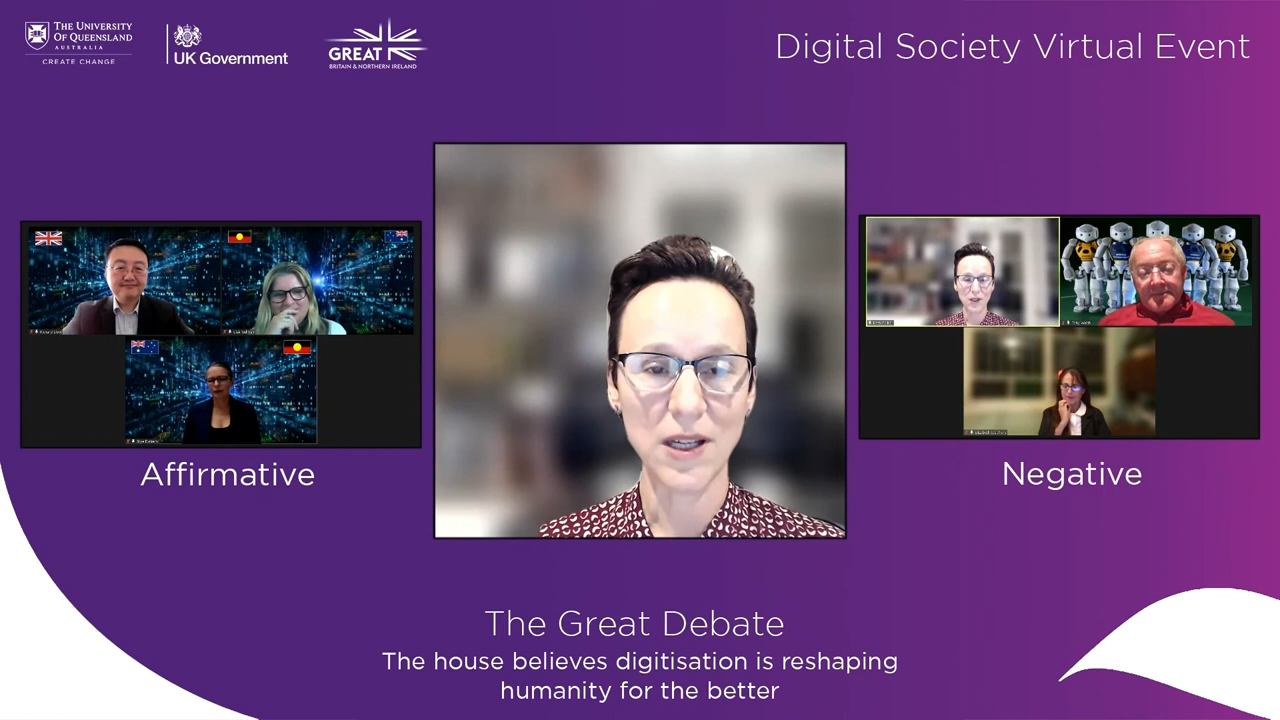 THE UNIVERSITY
OF QUEENSLAND
AUSTRALIA
CREATE CHANGE
UK Government
GREAT
BRITAIN & NORTHERN IRELAND
Digital Society Virtual Event
Affirmative
Negative
The Great Debate
The house believes digitisation is reshaping
humanity for the better